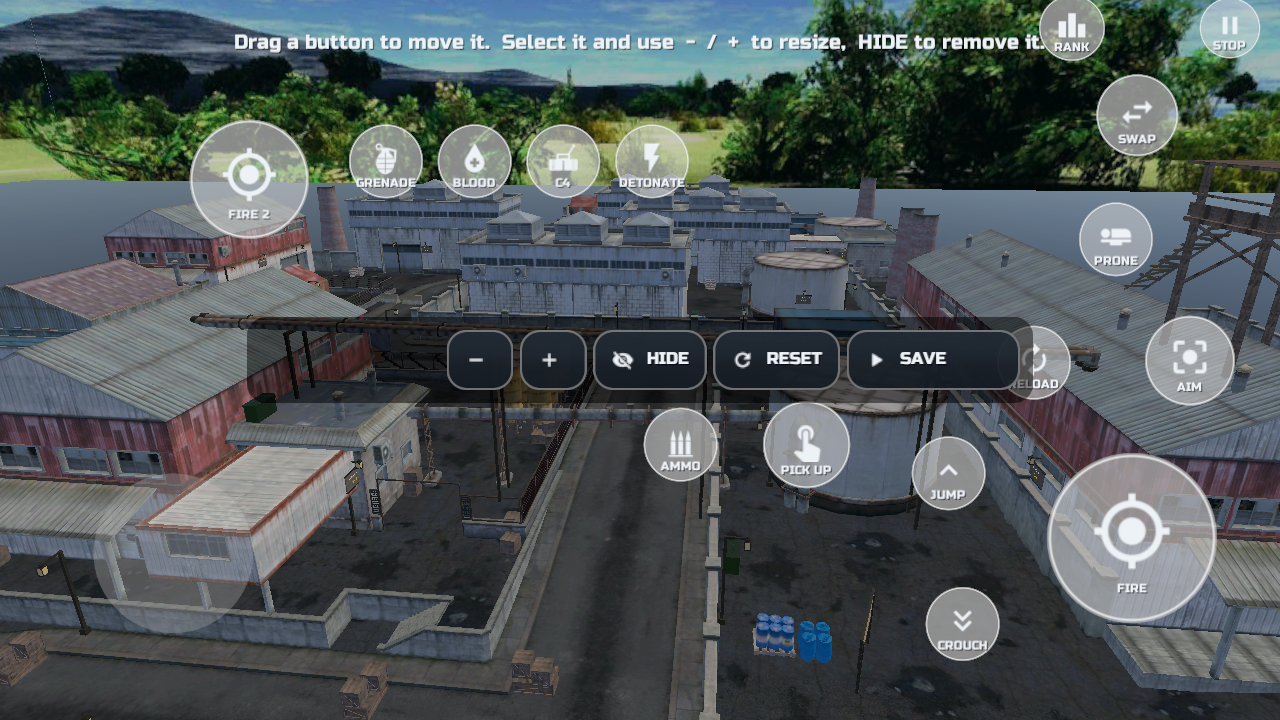 RANK
STOP
Drag a button to move it. Select it and use - / + to resize, HIDE to remove it.
SWAP
GRENADE
BLOOD
C4
DETONATE
FIRE 2
PRONE
-
+
HIDE
RESET
SAVE
RELOAD
AIM
AMMO
PICK UP
JUMP
FIRE
CROUCH